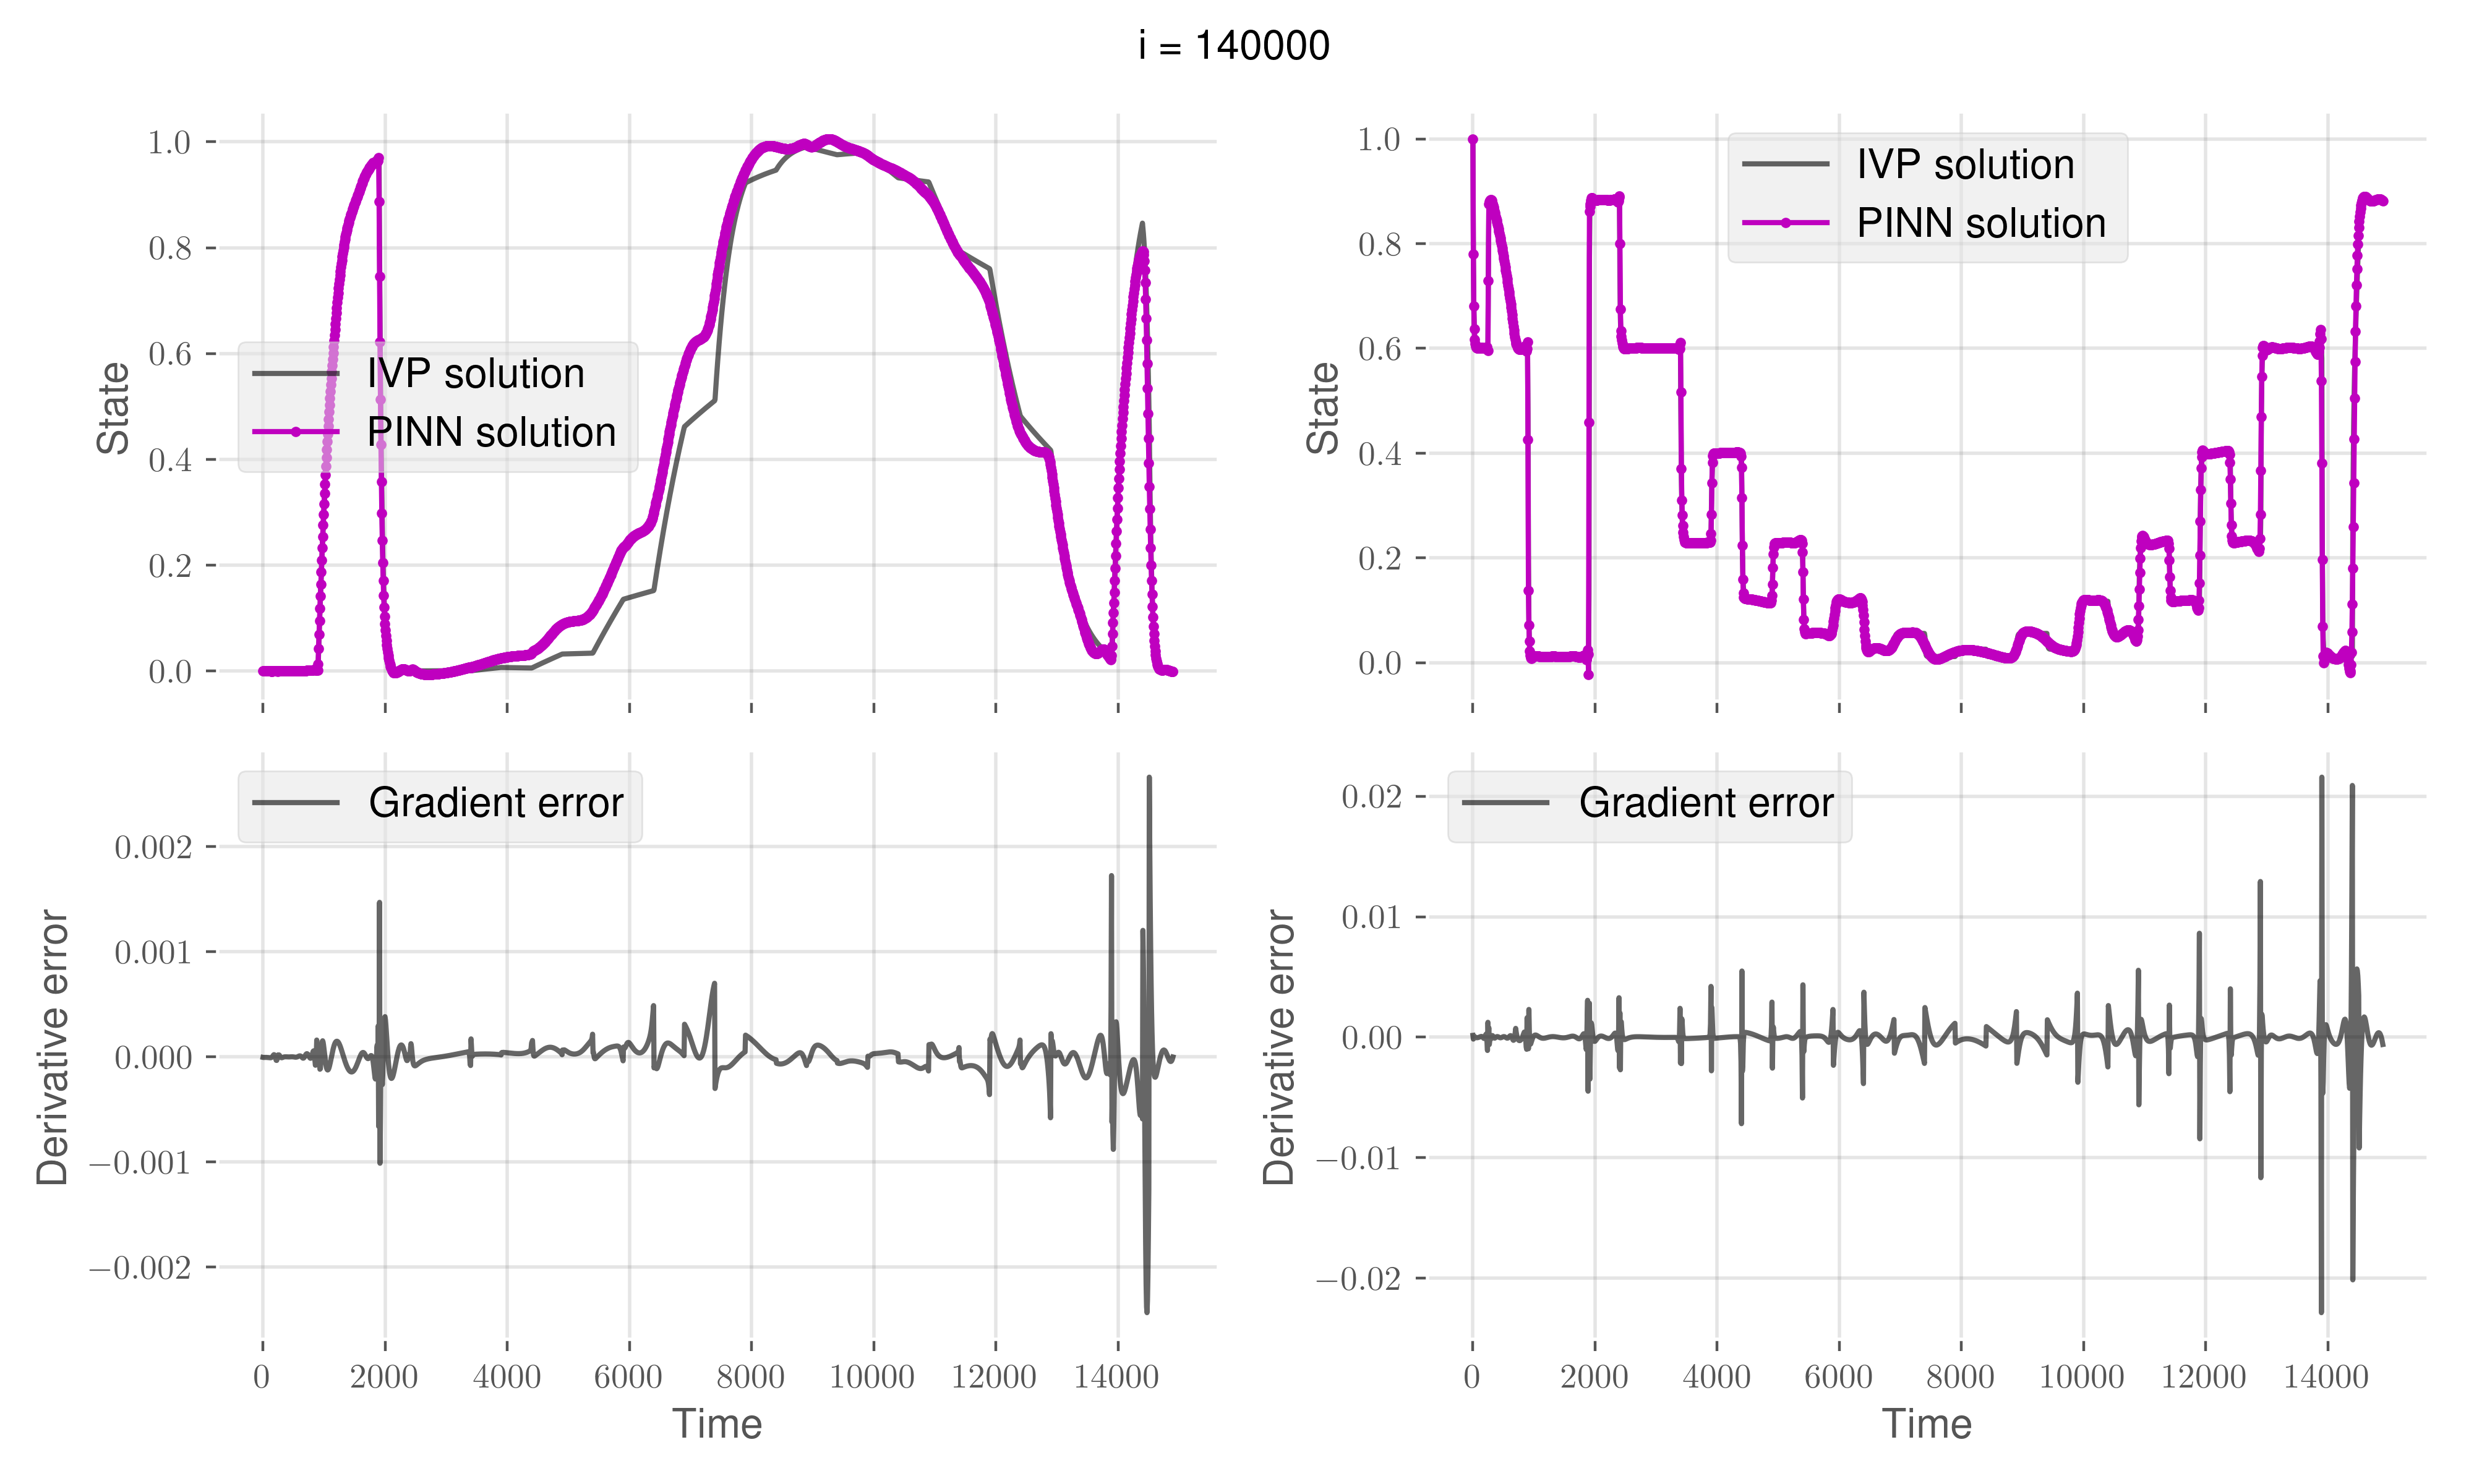 i = 140000
1.0
0.8
0.6
0.4
0.2
0.0
State
IVP solution
PINN solution
1.0
0.8
0.6
0.4
0.2
0.0
State
IVP solution
PINN solution
0.002
0.001
0.000
−0.001
−0.002
Derivative error
Gradient error
0 2000 4000 6000 8000 10000 12000 14000
Time
0.02
0.01
0.00
−0.01
−0.02
Derivative error
Gradient error
0 2000 4000 6000 8000 10000 12000 14000
Time